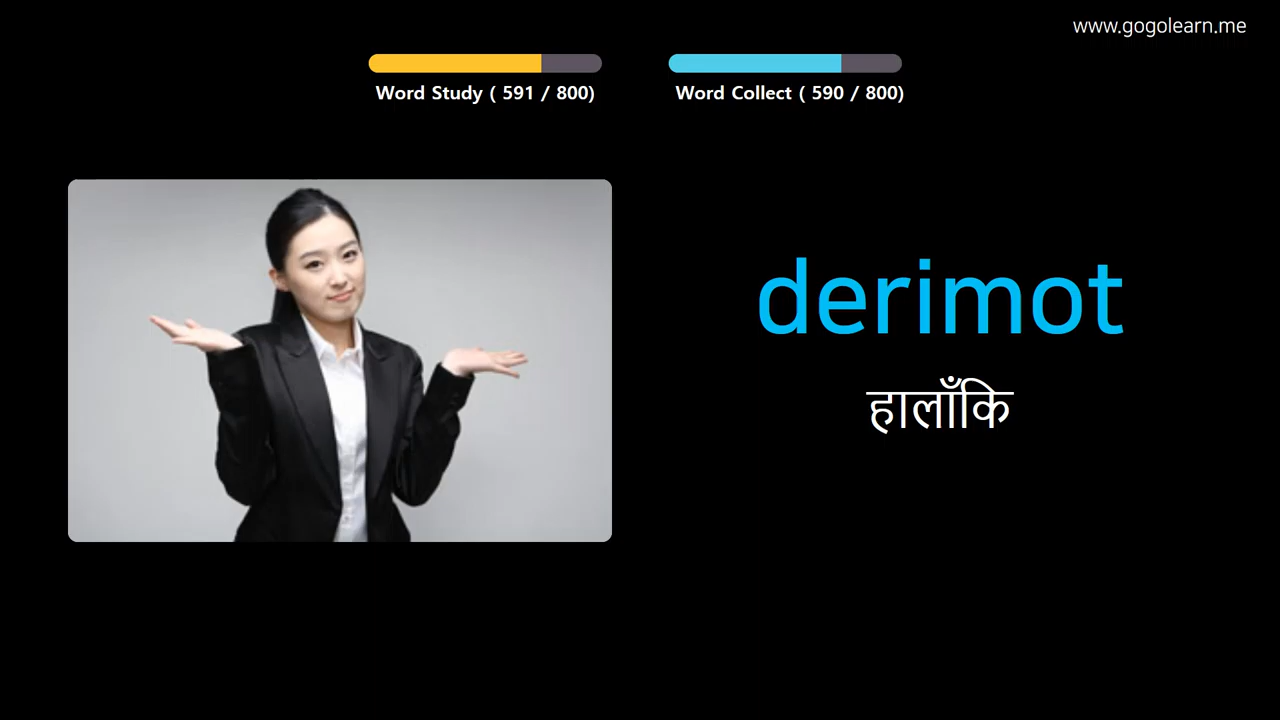 www.gogolearn.me
Word Study ( 591 / 800)
Word Collect ( 590 / 800)
derimot
हालाँकि